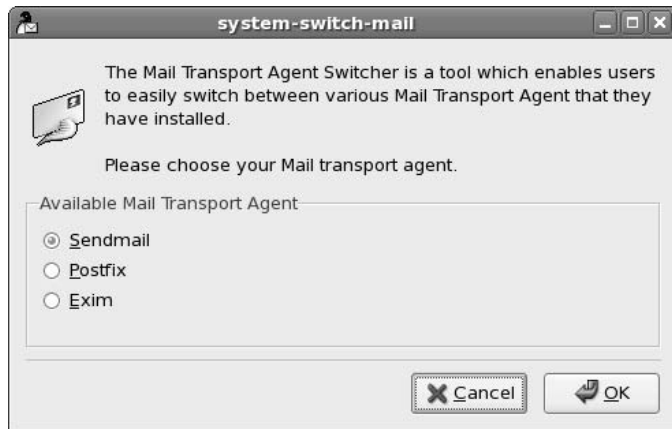 system-switch-mail
The Mail Transport Agent Switcher is a tool which enables users
to easily switch between various Mail Transport Agent that they
have installed.
Please choose your Mail transport agent.
Available Mail Transport Agent
Sendmail
Postfix
Exim
Cancel
OK